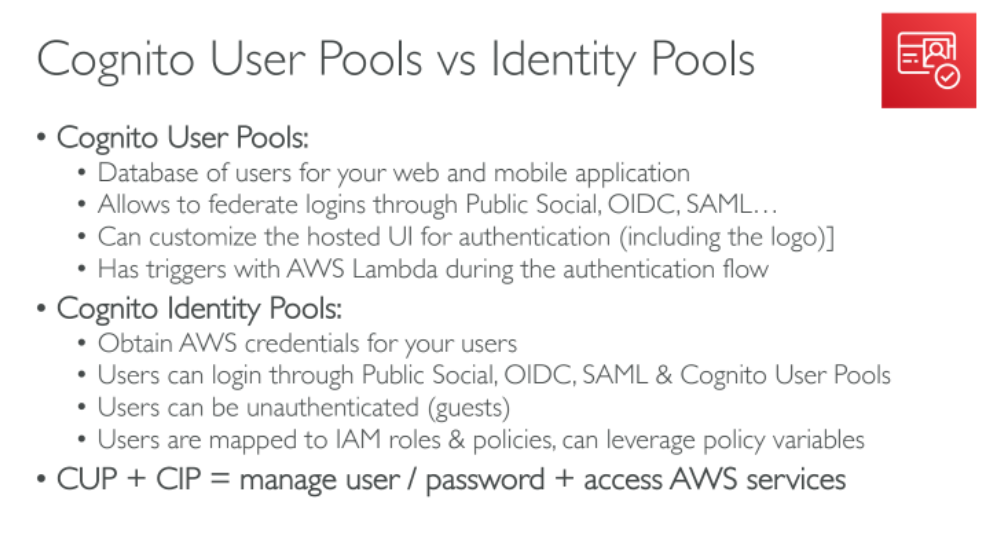 Cognito User Pools vs Identity Pools
• Cognito User Pools:
• Database of users for your web and mobile application
• Allows to federate logins through Public Social, OIDC, SAML…
• Can customize the hosted UI for authentication (including the logo)]
• Has triggers with AWS Lambda during the authentication flow
• Cognito Identity Pools:
• Obtain AWS credentials for your users
• Users can login through Public Social, OIDC, SAML & Cognito User Pools
• Users can be unauthenticated (guests)
• Users are mapped to IAM roles & policies, can leverage policy variables
• CUP + CIP = manage user / password + access AWS services